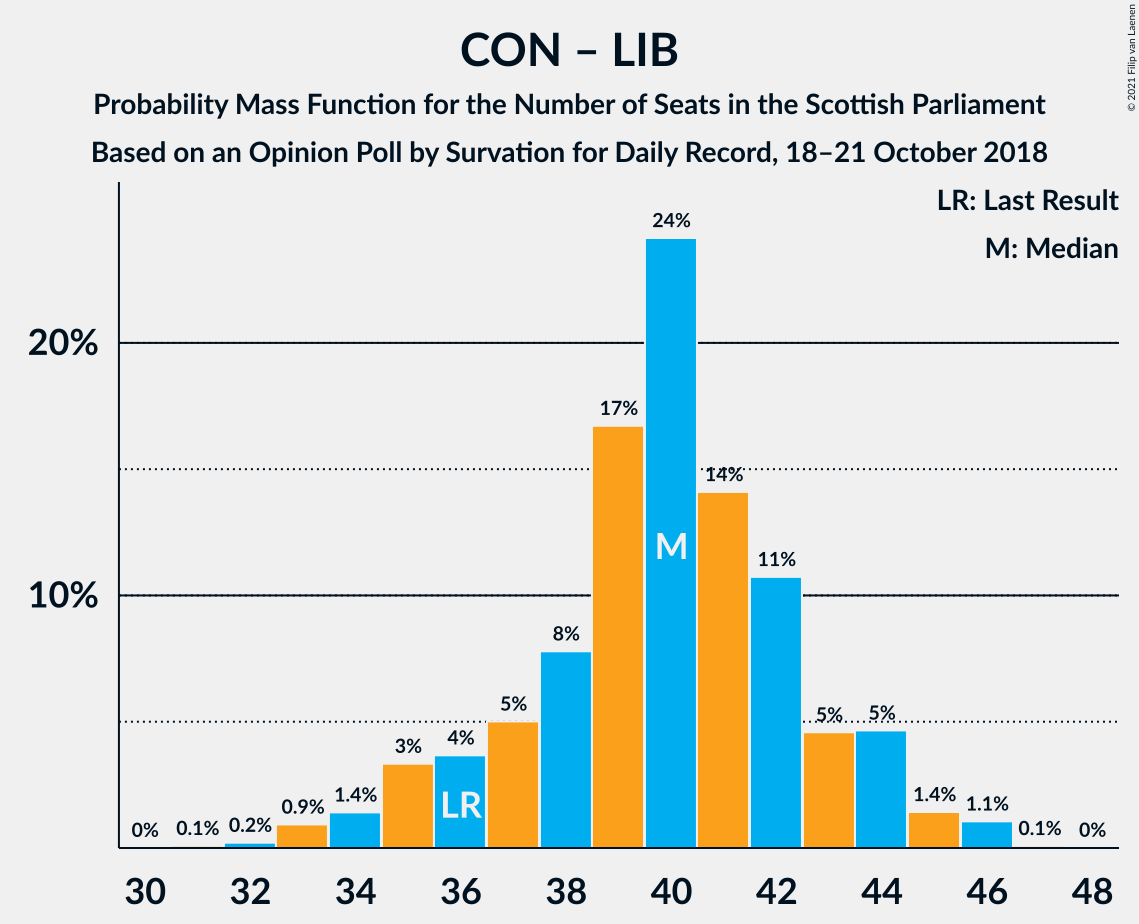 CON – LIB
Probability Mass Function for the Number of Seats in the Scottish Parliament
Based on an Opinion Poll by Survation for Daily Record, 18–21 October 2018
© 2021 Filip van Laenen
LR: Last Result
M: Median
20%
10%
0%
0.1%
0.2%
0.9%
1.4%
3%
4%
5%
8%
17%
24%
14%
11%
5%
5%
1.4%
1.1%
0.1%
0%
LR
M
30 32 34 36 38 40 42 44 46 48